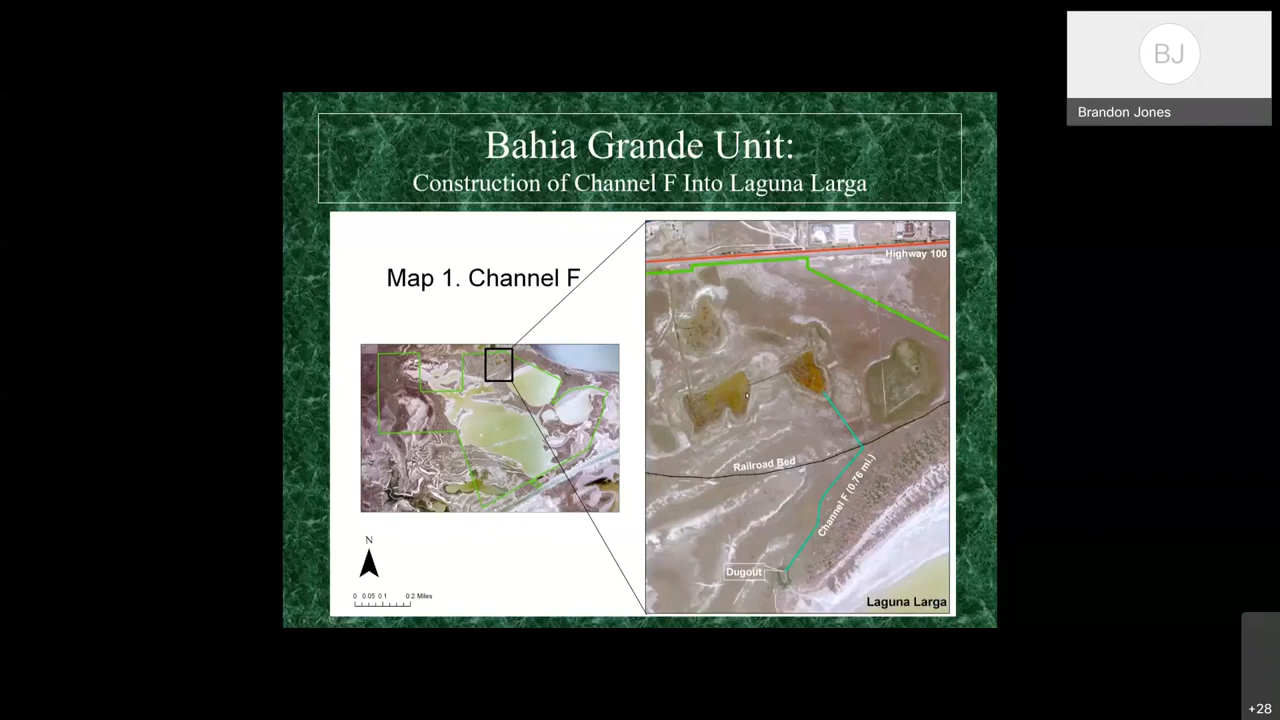 BJ
Brandon Jones
Bahia Grande Unit:
Construction of Channel F Into Laguna Larga
Map 1. Channel F
Highway 100
Railroad Bed
Channel F (0.76 mi.)
Dugout
Laguna Larga
N
0 0.05 0.1 0.2 Miles
+28